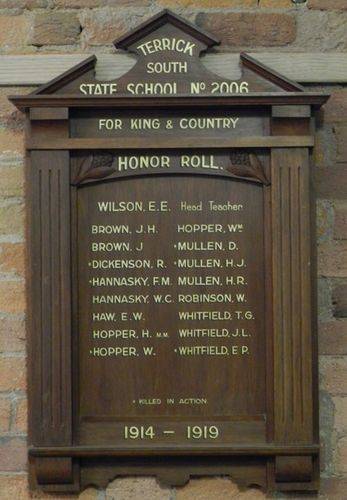 TERRICK
SOUTH
STATE SCHOOL No 2006
FOR KING & COUNTRY
HONOR ROLL.
WILSON, E.E. Head Teacher
BROWN, J.H. HOPPER, Wm
BROWN, J *MULLEN, D.
*DICKENSON, R. *MULLEN, H.J.
*HANNASKY, F.M. MULLEN, H.R.
HANNASKY, W.C. ROBINSON, W.
HAW, E.W. WHITFIELD, T.G.
HOPPER, H. M.M. WHITFIELD, J.L.
*HOPPER, W. *WHITFIELD, E.P.
* KILLED IN ACTION
1914 – 1919